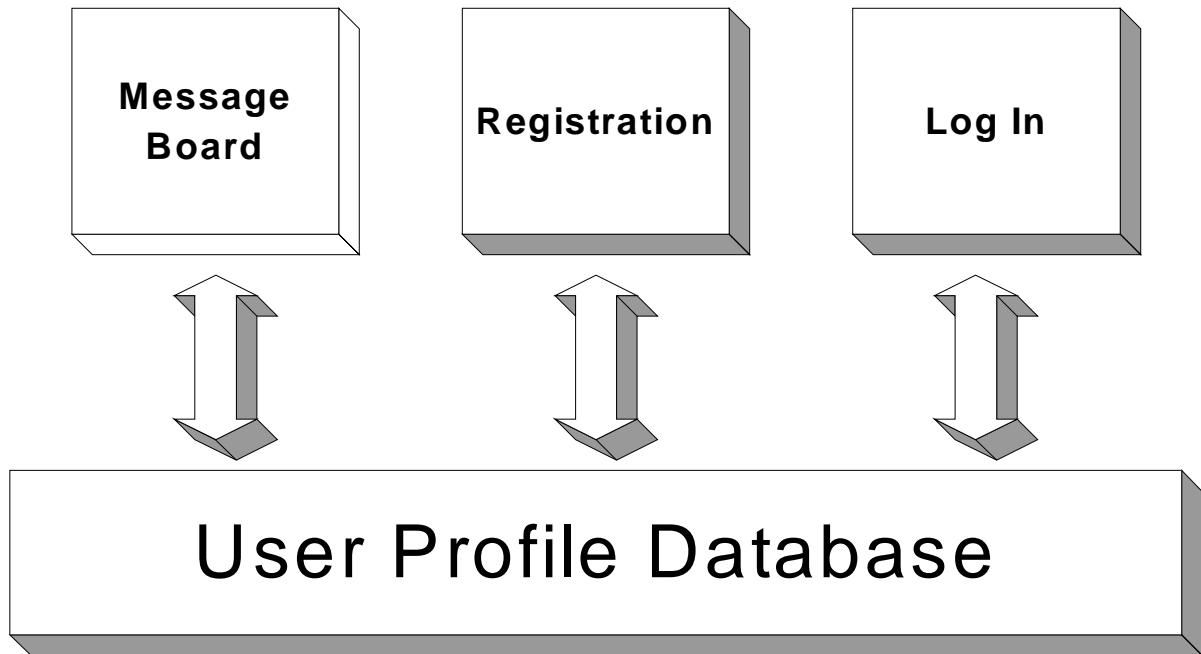 Message
Board
Registration
Log In
User Profile Database